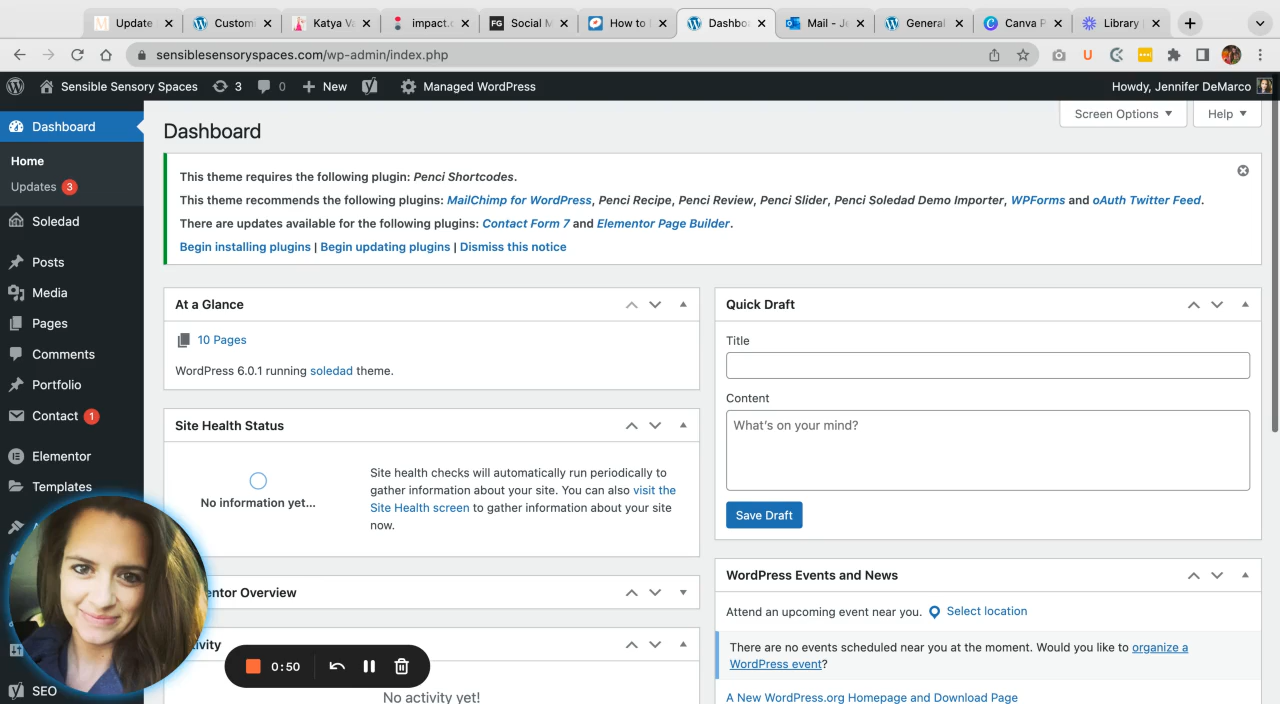 Update
Customi
Katya Va
impact.c
FG
Social M
How to
Dashboa
Mail - Je
General
Canva P
Library
sensiblesensoryspaces.com/wp-admin/index.php
U
Sensible Sensory Spaces
3
0
New
Managed WordPress
Howdy, Jennifer DeMarco
Dashboard
Home
Updates 3
Soledad
Posts
Media
Pages
Comments
Portfolio
Contact 1
Elementor
Templates
SEO
Screen Options
Help
Dashboard
This theme requires the following plugin: Penci Shortcodes.
This theme recommends the following plugins: MailChimp for WordPress, Penci Recipe, Penci Review, Penci Slider, Penci Soledad Demo Importer, WPForms and oAuth Twitter Feed.
There are updates available for the following plugins: Contact Form 7 and Elementor Page Builder.
Begin installing plugins | Begin updating plugins | Dismiss this notice
At a Glance
10 Pages
WordPress 6.0.1 running soledad theme.
Site Health Status
No information yet...
Site health checks will automatically run periodically to
gather information about your site. You can also visit the
Site Health screen to gather information about your site
now.
entor Overview
ivity
No activity yet!
0:50
Quick Draft
Title
Content
What's on your mind?
Save Draft
WordPress Events and News
Attend an upcoming event near you. Select location
There are no events scheduled near you at the moment. Would you like to organize a
WordPress event?
A New WordPress.org Homepage and Download Page